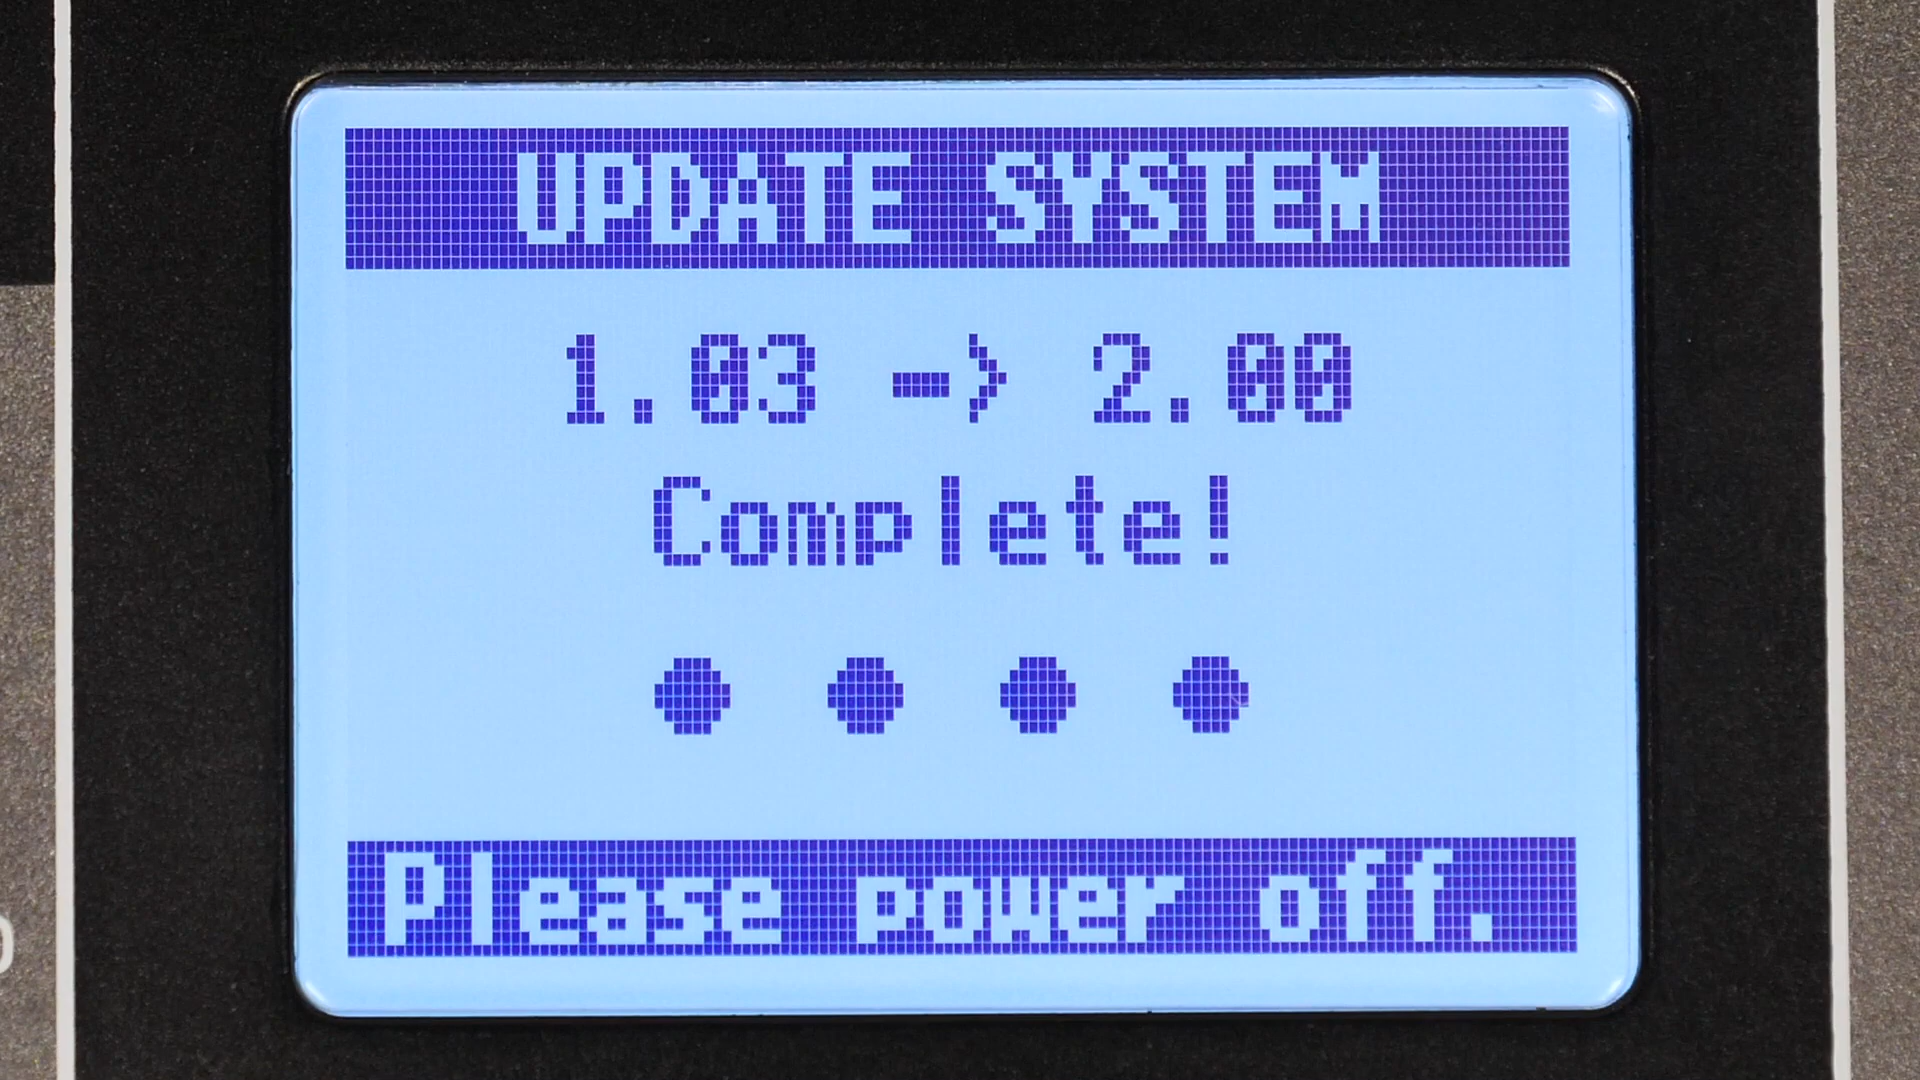 UPDATE SYSTEM
1.03 -> 2.00
Complete!
Please power off.